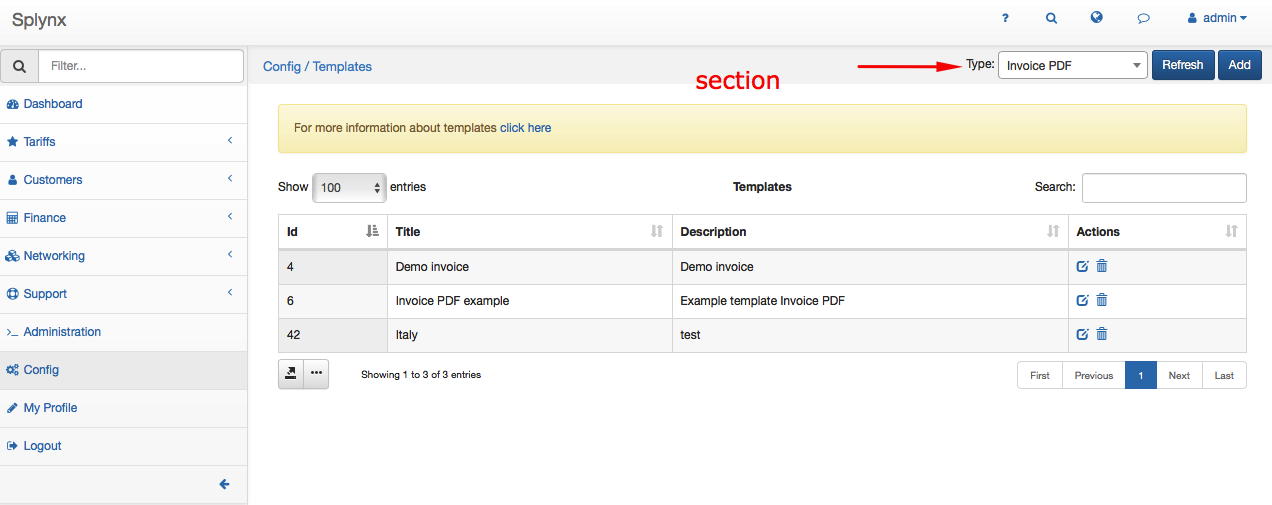 Splynx
? admin
Filter...
Config / Templates
section
Type: Invoice PDF Refresh Add
Dashboard
Tariffs
Customers
Finance
Networking
Support
Administration
Config
My Profile
Logout
For more information about templates click here
Show 100 entries
Templates
Search:
Id Title Description Actions
4 Demo invoice Demo invoice
6 Invoice PDF example Example template Invoice PDF
42 Italy test
Showing 1 to 3 of 3 entries
First Previous 1 Next Last